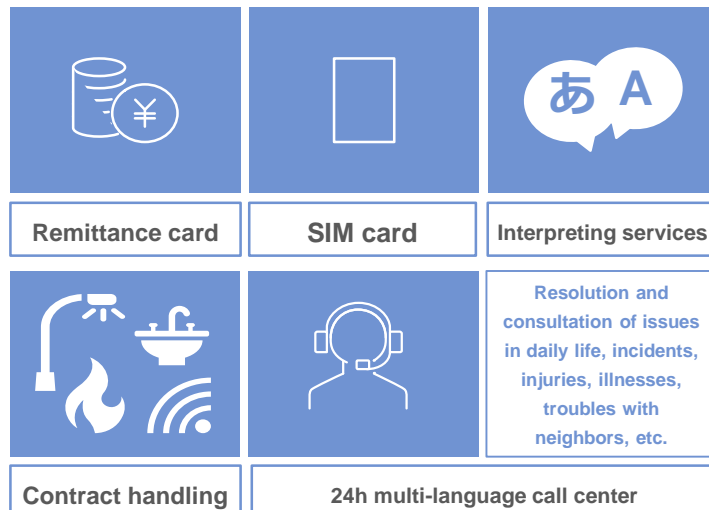 ¥
あ A
Remittance card
SIM card
Interpreting services
Resolution and
consultation of issues
in daily life, incidents,
injuries, illnesses,
troubles with
neighbors, etc.
Contract handling
24h multi-language call center